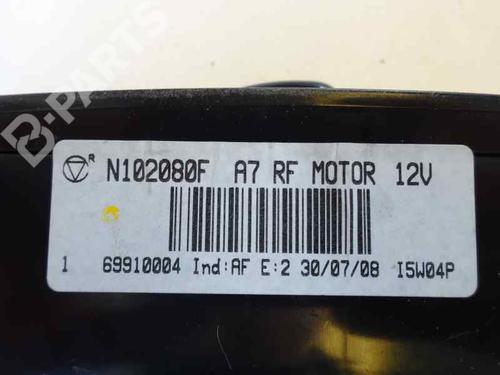 B-PARTS
R N102080F A7 RF MOTOR 12V
1 69910004 Ind:AF E:2 30/07/08 I5W04P